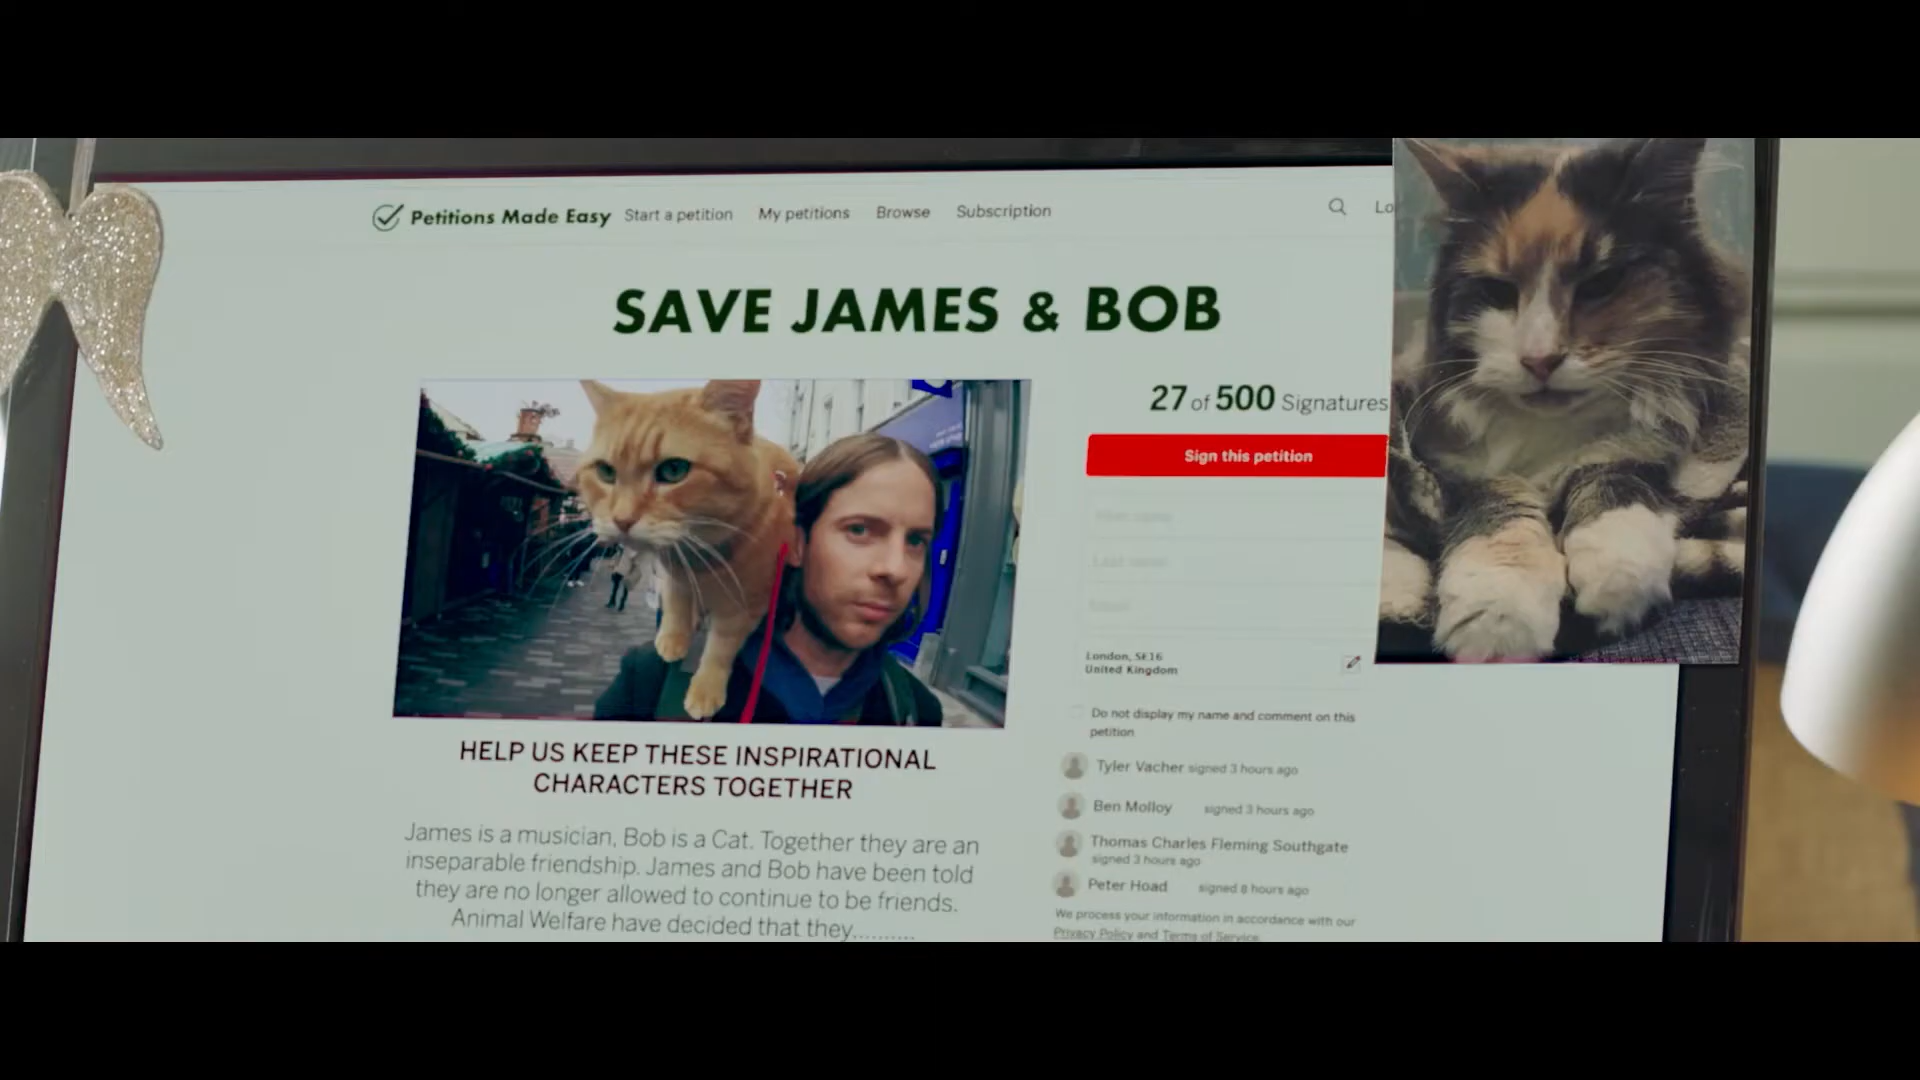 Petitions Made Easy Start a petition My petitions Browse Subscription
SAVE JAMES & BOB
27 of 500 Signatures
Sign this petition
First name
Last name
Email
London, SE16
United Kingdom
Do not display my name and comment on this
petition
Tyler Vacher signed 3 hours ago
Ben Molloy signed 3 hours ago
Thomas Charles Fleming Southgate
signed 3 hours ago
Peter Hoad signed 8 hours ago
We process your information in accordance with our
Privacy Policy and Terms of Service
HELP US KEEP THESE INSPIRATIONAL
CHARACTERS TOGETHER
James is a musician, Bob is a Cat. Together they are an
inseparable friendship. James and Bob have been told
they are no longer allowed to continue to be friends.
Animal Welfare have decided that they..........